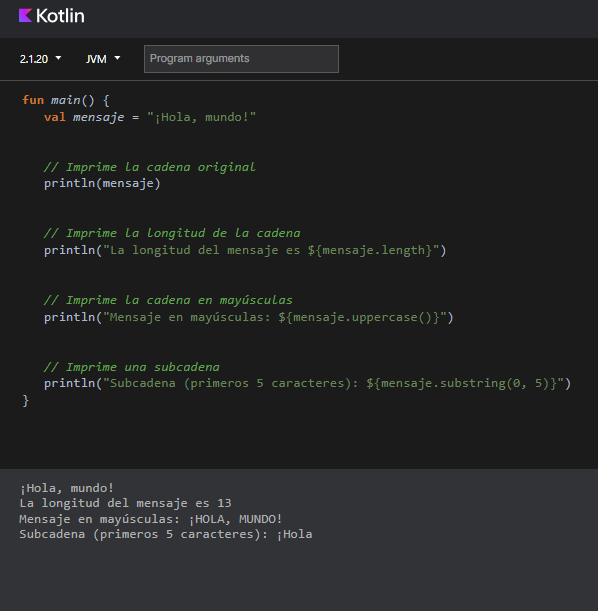 Kotlin
2.1.20 JVM Program arguments
fun main() {
val mensaje = "¡Hola, mundo!"
// Imprime la cadena original
println(mensaje)
// Imprime la longitud de la cadena
println("La longitud del mensaje es ${mensaje.length}")
// Imprime la cadena en mayúsculas
println("Mensaje en mayúsculas: ${mensaje.uppercase()}")
// Imprime una subcadena
println("Subcadena (primeros 5 caracteres): ${mensaje.substring(0, 5)}")
}
¡Hola, mundo!
La longitud del mensaje es 13
Mensaje en mayúsculas: ¡HOLA, MUNDO!
Subcadena (primeros 5 caracteres): ¡Hola